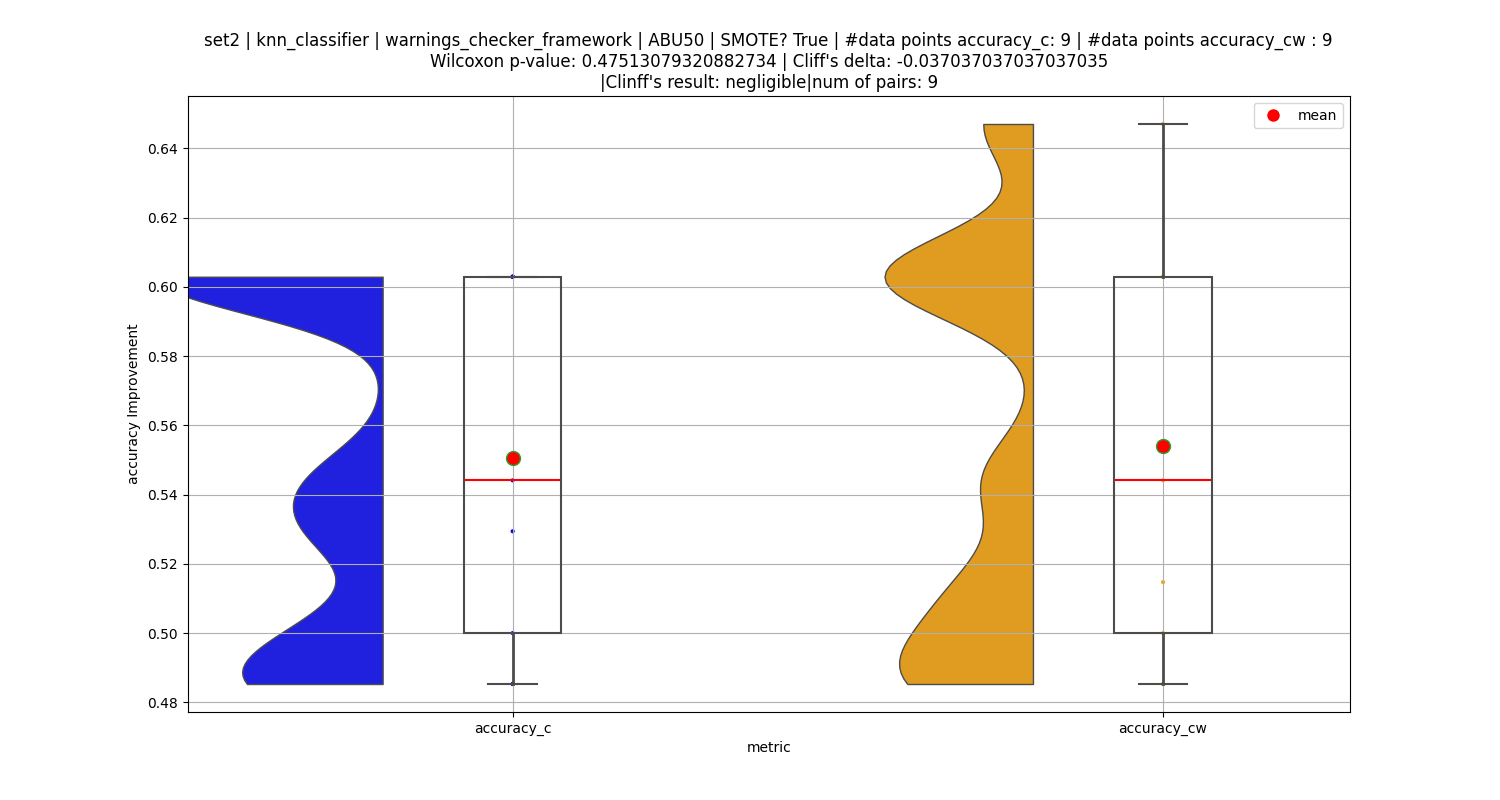 set2 | knn_classifier | warnings_checker_framework | ABU50 | SMOTE? True | #data points accuracy_c: 9 | #data points accuracy_cw : 9
Wilcoxon p-value: 0.47513079320882734 | Cliff's delta: -0.037037037037037035
|Clinff's result: negligible|num of pairs: 9
mean
0.64
0.62
0.60
0.58
0.56
0.54
0.52
0.50
0.48
accuracy Improvement
accuracy_c
accuracy_cw
metric